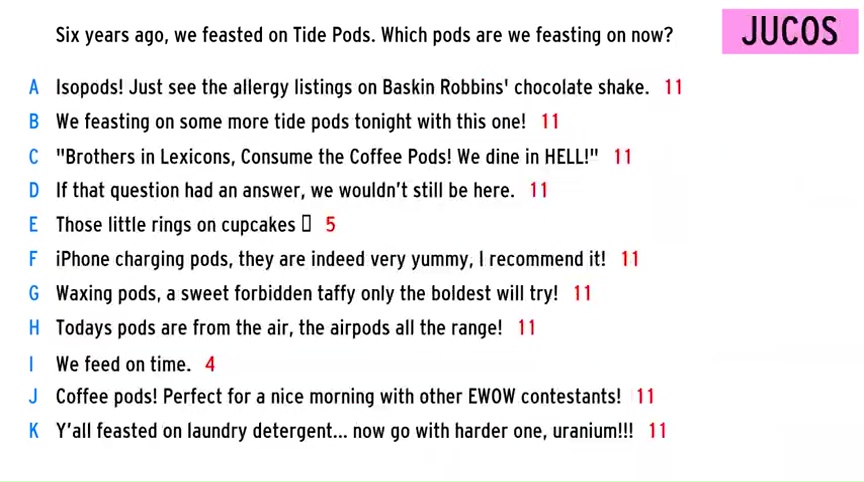 Six years ago, we feasted on Tide Pods. Which pods are we feasting on now?
JUCOS
A Isopods! Just see the allergy listings on Baskin Robbins' chocolate shake. 11
B We feasting on some more tide pods tonight with this one! 11
C "Brothers in Lexicons, Consume the Coffee Pods! We dine in HELL!" 11
D If that question had an answer, we wouldn't still be here. 11
E Those little rings on cupcakes ▯ 5
F iPhone charging pods, they are indeed very yummy, I recommend it! 11
G Waxing pods, a sweet forbidden taffy only the boldest will try! 11
H Todays pods are from the air, the airpods all the range! 11
I We feed on time. 4
J Coffee pods! Perfect for a nice morning with other EWOW contestants! 11
K Y'all feasted on laundry detergent... now go with harder one, uranium!!! 11